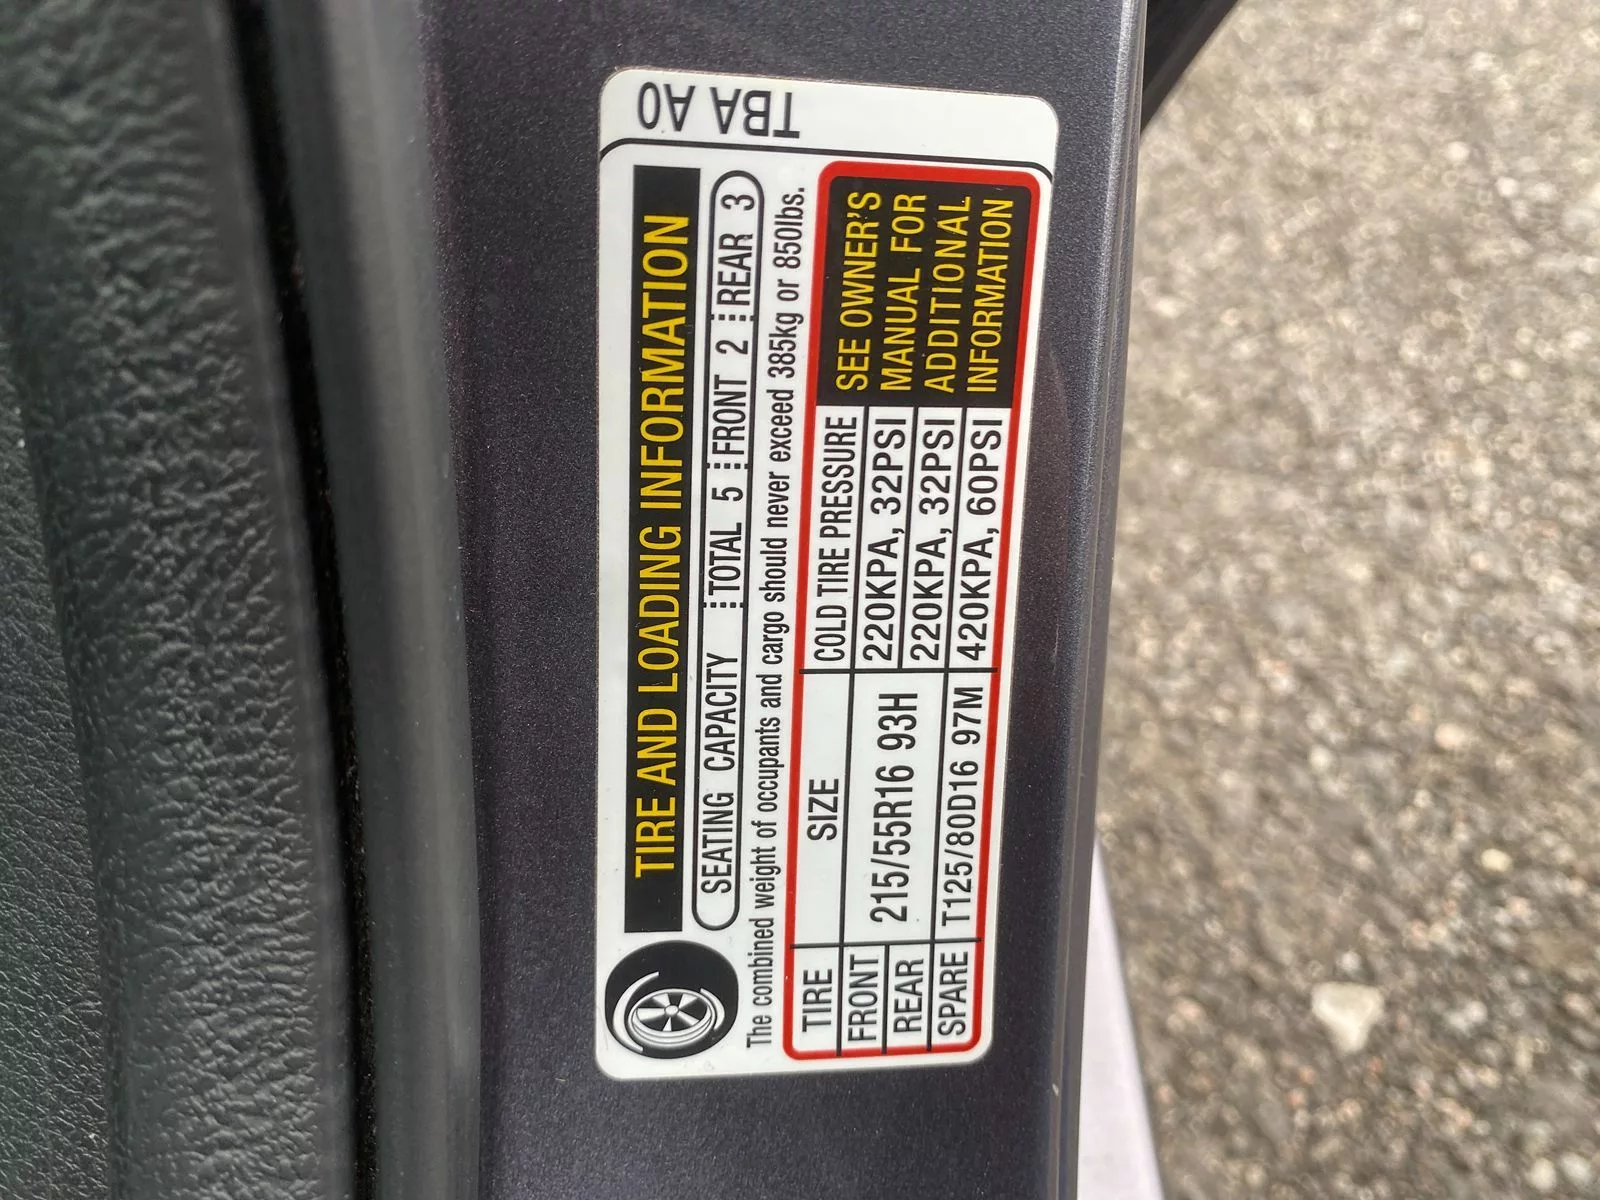 TBA A0
TIRE AND LOADING INFORMATION
SEATING CAPACITY TOTAL 5 FRONT 2 REAR 3
The combined weight of occupants and cargo should never exceed 385kg or 850lbs.
TIRE SIZE COLD TIRE PRESSURE
FRONT 215/55R16 93H 220KPA, 32PSI
REAR 220KPA, 32PSI
SPARE T125/80D16 97M 420KPA, 60PSI
SEE OWNER'S
MANUAL FOR
ADDITIONAL
INFORMATION